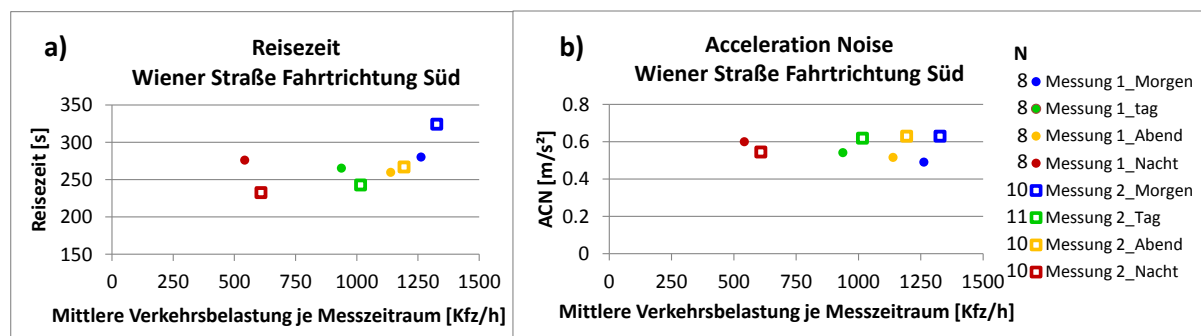 a)
Reisezeit
Wiener Straße Fahrtrichtung Süd
350
300
250
200
150
Reisezeit [s]
0 250 500 750 1000 1250 1500
Mittlere Verkehrsbelastung je Messzeitraum [Kfz/h]
b)
Acceleration Noise
Wiener Straße Fahrtrichtung Süd
0.8
0.6
0.4
0.2
0
ACN [m/s²]
0 250 500 750 1000 1250 1500
Mittlere Verkehrsbelastung je Messzeitraum [Kfz/h]
N
8 Messung 1_Morgen
8 Messung 1_tag
8 Messung 1_Abend
8 Messung 1_Nacht
10 Messung 2_Morgen
11 Messung 2_Tag
10 Messung 2_Abend
10 Messung 2_Nacht